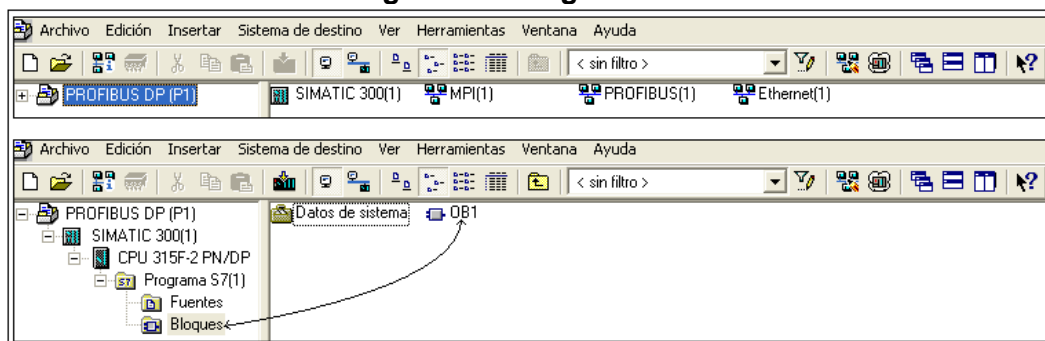 Archivo Edición Insertar Sistema de destino Ver Herramientas Ventana Ayuda
< sin filtro >
PROFIBUS DP (P1) SIMATIC 300(1) MPI(1) PROFIBUS(1) Ethernet(1)
Archivo Edición Insertar Sistema de destino Ver Herramientas Ventana Ayuda
< sin filtro >
PROFIBUS DP (P1) Datos de sistema OB1
SIMATIC 300(1)
CPU 315F-2 PN/DP
S7 Programa S7(1)
Fuentes
Bloques